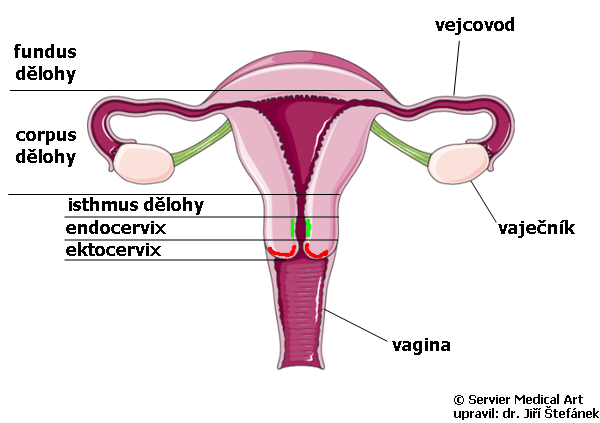 vejcovod
fundus
dělohy
corpus
dělohy
isthmus dělohy
endocervix
ektocervix
vaječník
vagina
© Servier Medical Art
upravil: dr. Jiří Štefánek